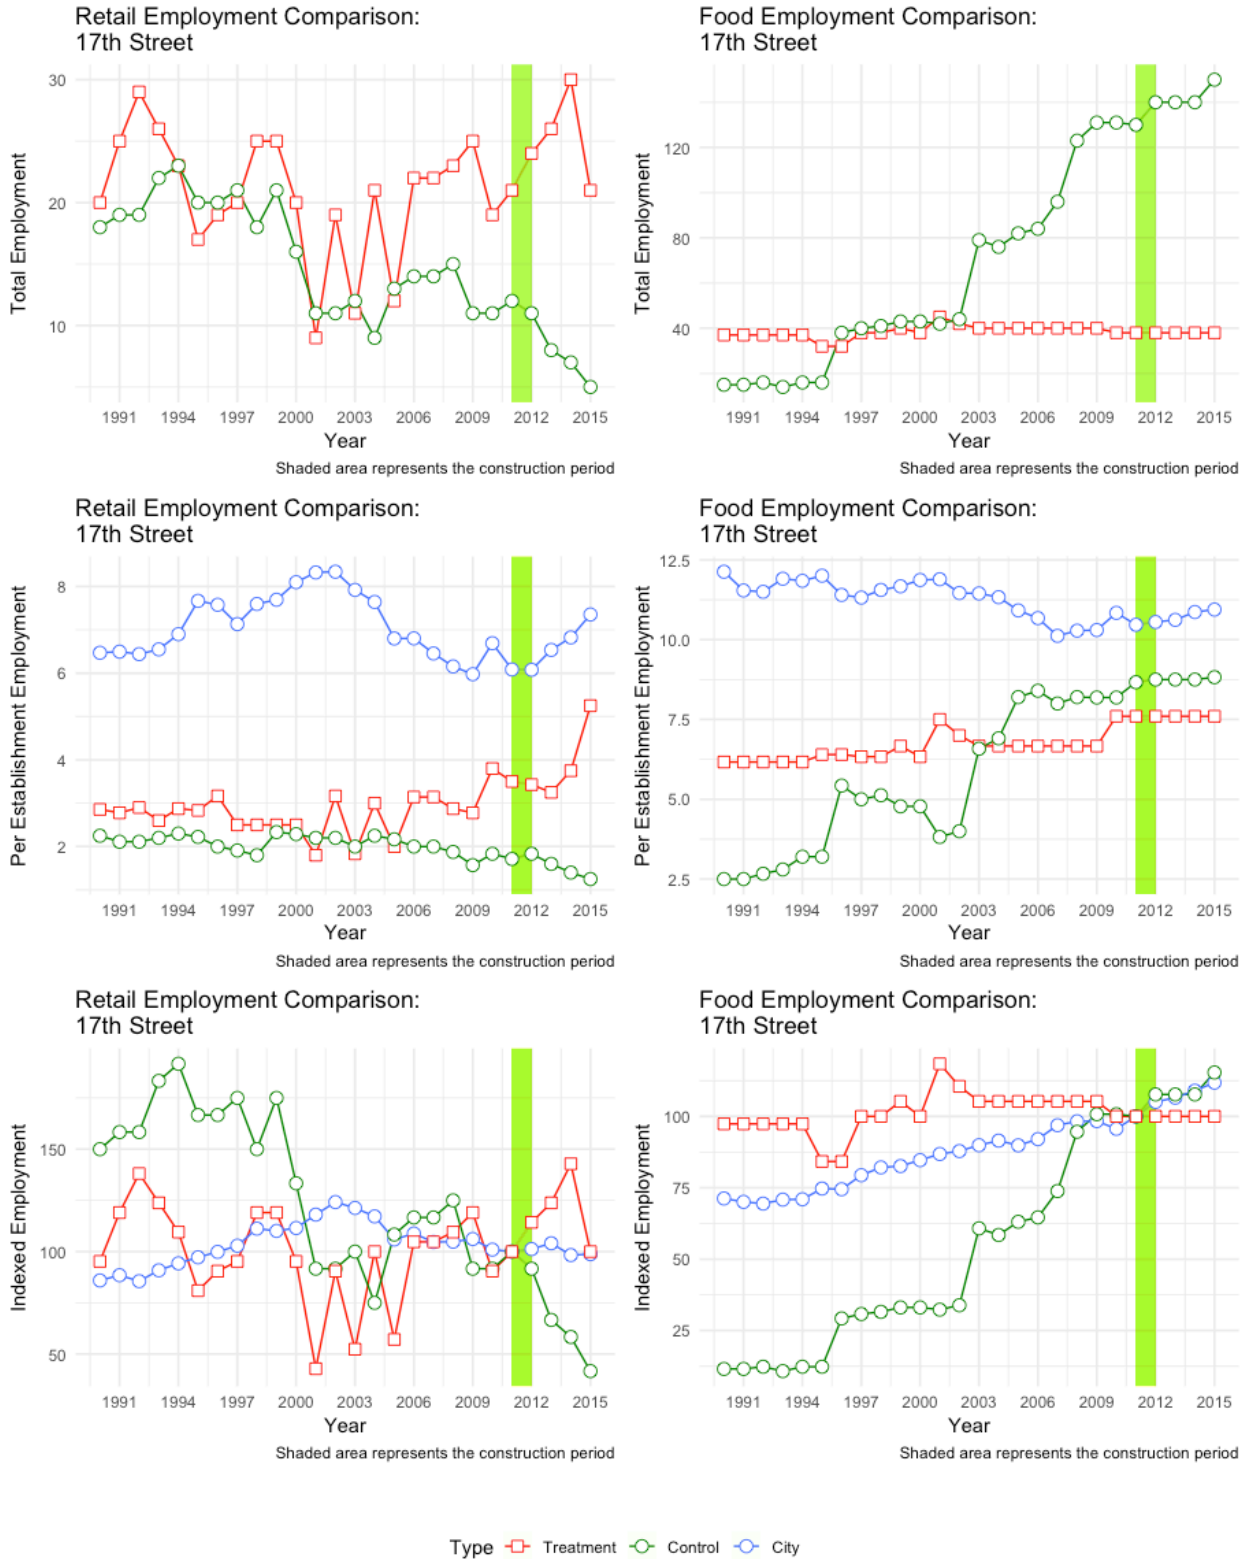 Retail Employment Comparison:
17th Street
30
20
10
Total Employment
1991 1994 1997 2000 2003 2006 2009 2012 2015
Year
Shaded area represents the construction period
Food Employment Comparison:
17th Street
120
80
40
Total Employment
1991 1994 1997 2000 2003 2006 2009 2012 2015
Year
Shaded area represents the construction period
Retail Employment Comparison:
17th Street
8
6
4
2
Per Establishment Employment
1991 1994 1997 2000 2003 2006 2009 2012 2015
Year
Shaded area represents the construction period
Food Employment Comparison:
17th Street
12.5
10.0
7.5
5.0
2.5
Per Establishment Employment
1991 1994 1997 2000 2003 2006 2009 2012 2015
Year
Shaded area represents the construction period
Retail Employment Comparison:
17th Street
150
100
50
Indexed Employment
1991 1994 1997 2000 2003 2006 2009 2012 2015
Year
Shaded area represents the construction period
Food Employment Comparison:
17th Street
100
75
50
25
Indexed Employment
1991 1994 1997 2000 2003 2006 2009 2012 2015
Year
Shaded area represents the construction period
Type Treatment Control City